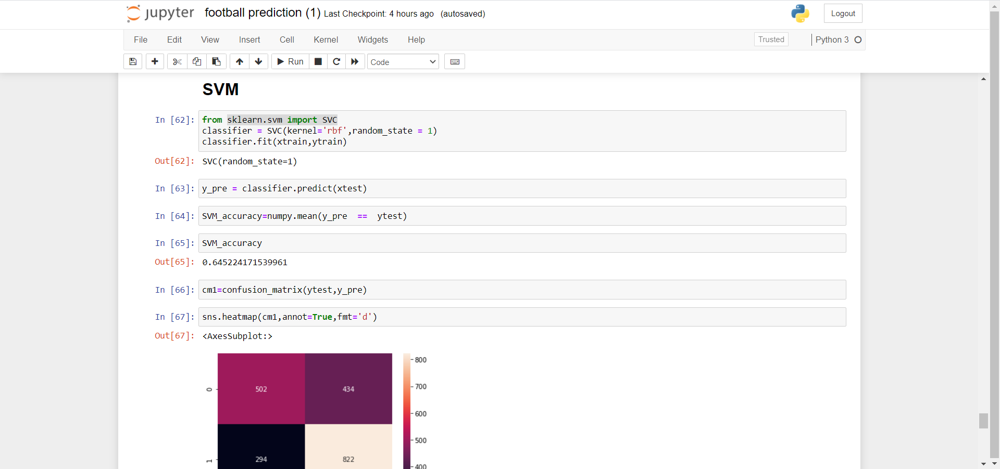 jupyter football prediction (1) Last Checkpoint: 4 hours ago (autosaved)
Logout
File Edit View Insert Cell Kernel Widgets Help
Trusted
Python 3
Run
Code
SVM
In [62]: from sklearn.svm import SVC
classifier = SVC(kernel='rbf',random_state = 1)
classifier.fit(xtrain,ytrain)
Out[62]: SVC(random_state=1)
In [63]: y_pre = classifier.predict(xtest)
In [64]: SVM_accuracy=numpy.mean(y_pre  ==  ytest)
In [65]: SVM_accuracy
Out[65]: 0.645224171539961
In [66]: cm1=confusion_matrix(ytest,y_pre)
In [67]: sns.heatmap(cm1,annot=True,fmt='d')
Out[67]: <AxesSubplot:>
800
700
600
500
400
0
502 434
1
294 822